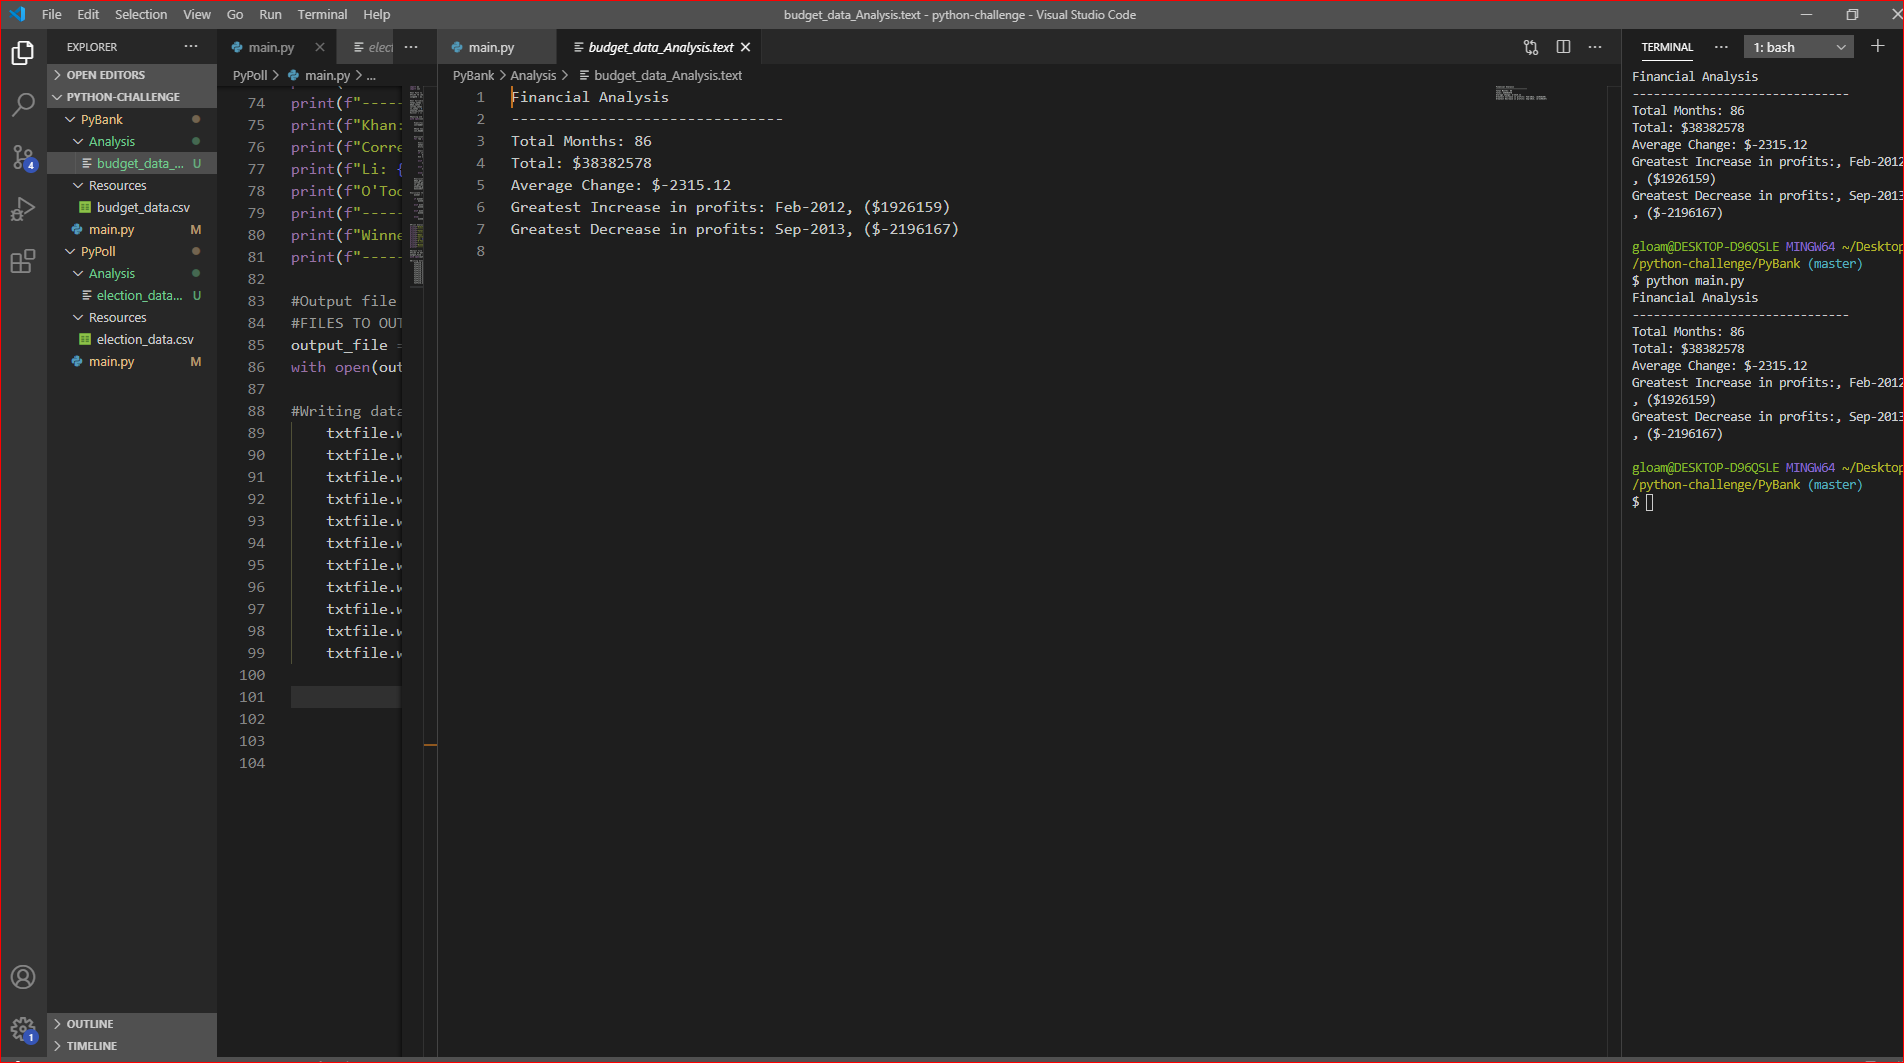 File Edit Selection View Go Run Terminal Help
budget_data_Analysis.text - python-challenge - Visual Studio Code
EXPLORER
OPEN EDITORS
PYTHON-CHALLENGE
PyBank
Analysis
budget_data_... U
Resources
budget_data.csv
main.py M
PyPoll
Analysis
election_data... U
Resources
election_data.csv
main.py M
OUTLINE
TIMELINE
4
1
main.py
elect
PyPoll > main.py > ...
74 print(f"-----
75 print(f"Khan:
76 print(f"Corre
77 print(f"Li: {
78 print(f"O'Too
79 print(f"-----
80 print(f"Winne
81 print(f"-----
82
83 #Output file
84 #FILES TO OUT
85 output_file =
86 with open(out
87
88 #Writing data
89 txtfile.w
90 txtfile.w
91 txtfile.w
92 txtfile.w
93 txtfile.w
94 txtfile.w
95 txtfile.w
96 txtfile.w
97 txtfile.w
98 txtfile.w
99 txtfile.w
100
101
102
103
104
main.py
budget_data_Analysis.text
PyBank > Analysis > budget_data_Analysis.text
1 Financial Analysis
2 -------------------------------
3 Total Months: 86
4 Total: $38382578
5 Average Change: $-2315.12
6 Greatest Increase in profits: Feb-2012, ($1926159)
7 Greatest Decrease in profits: Sep-2013, ($-2196167)
8
TERMINAL
1: bash
Financial Analysis
-------------------------------
Total Months: 86
Total: $38382578
Average Change: $-2315.12
Greatest Increase in profits:, Feb-2012
, ($1926159)
Greatest Decrease in profits:, Sep-2013
, ($-2196167)
gloam@DESKTOP-D96QSLE MINGW64 ~/Desktop
/python-challenge/PyBank (master)
$ python main.py
Financial Analysis
-------------------------------
Total Months: 86
Total: $38382578
Average Change: $-2315.12
Greatest Increase in profits:, Feb-2012
, ($1926159)
Greatest Decrease in profits:, Sep-2013
, ($-2196167)
gloam@DESKTOP-D96QSLE MINGW64 ~/Desktop
/python-challenge/PyBank (master)
$